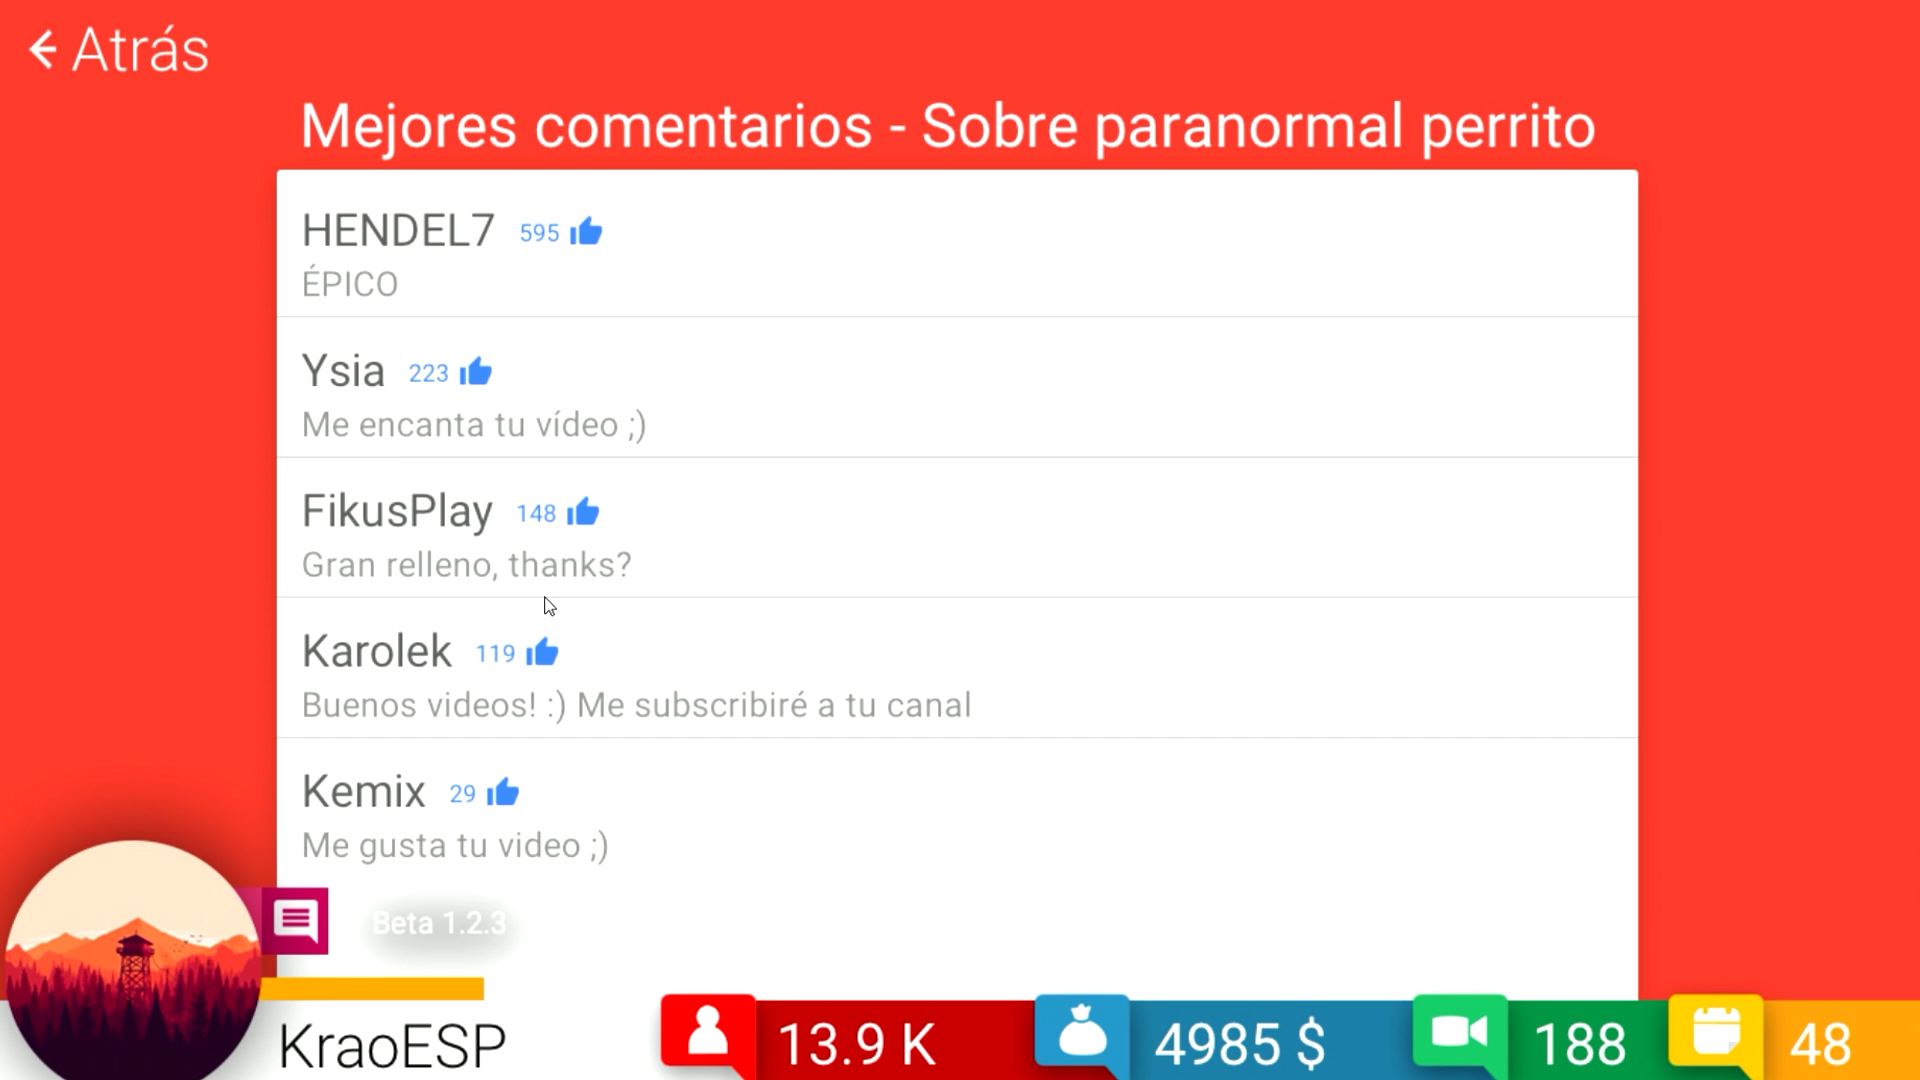 Atrás
Mejores comentarios - Sobre paranormal perrito
HENDEL7 595
ÉPICO
Ysia 223
Me encanta tu vídeo ;)
FikusPlay 148
Gran relleno, thanks?
Karolek 119
Buenos videos! :) Me subscribiré a tu canal
Kemix 29
Me gusta tu video ;)
Beta 1.2.3
KraoESP 13.9 K 4985 $ 188 48